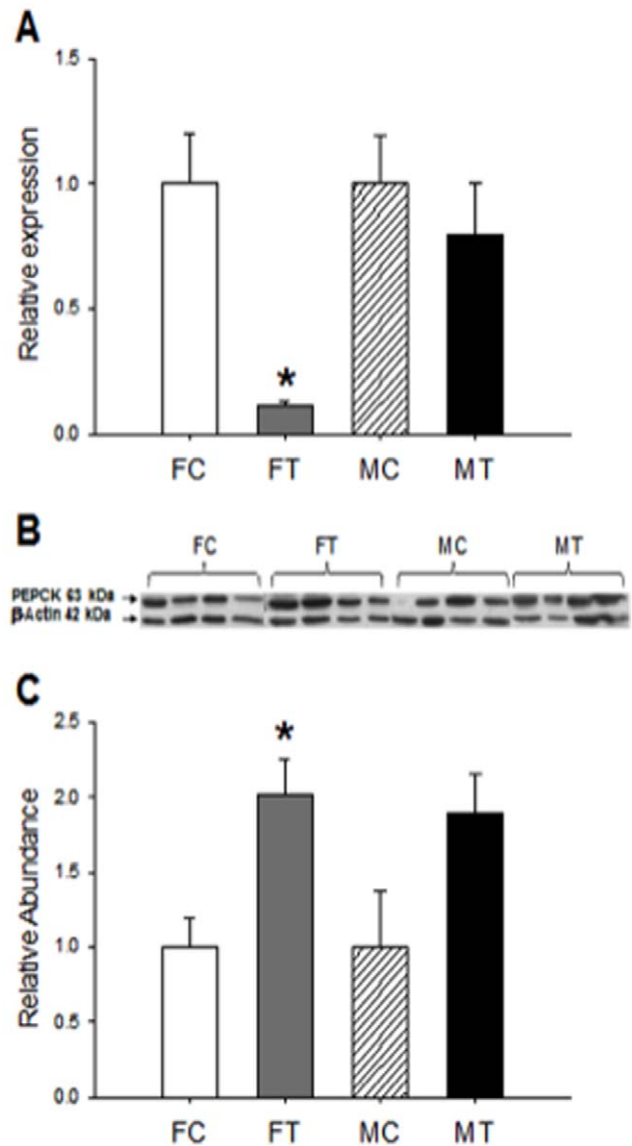 A
1.5
1.0
0.5
0.0
Relative expression
*
FC FT MC MT
B
FC FT MC MT
PEPCK 63 kDa
β-Actin 42 kDa
C
2.5
2.0
1.5
1.0
0.5
0.0
Relative Abundance
*
FC FT MC MT